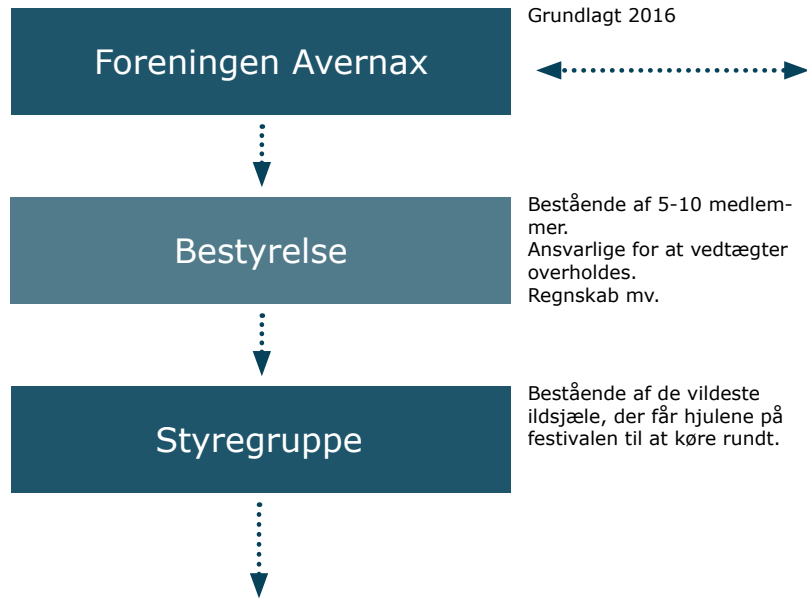 Foreningen Avernax
Grundlagt 2016
Bestyrelse
Bestående af 5-10 medlem-
mer.
Ansvarlige for at vedtægter
overholdes.
Regnskab mv.
Styregruppe
Bestående af de vildeste
ildsjæle, der får hjulene på
festivalen til at køre rundt.